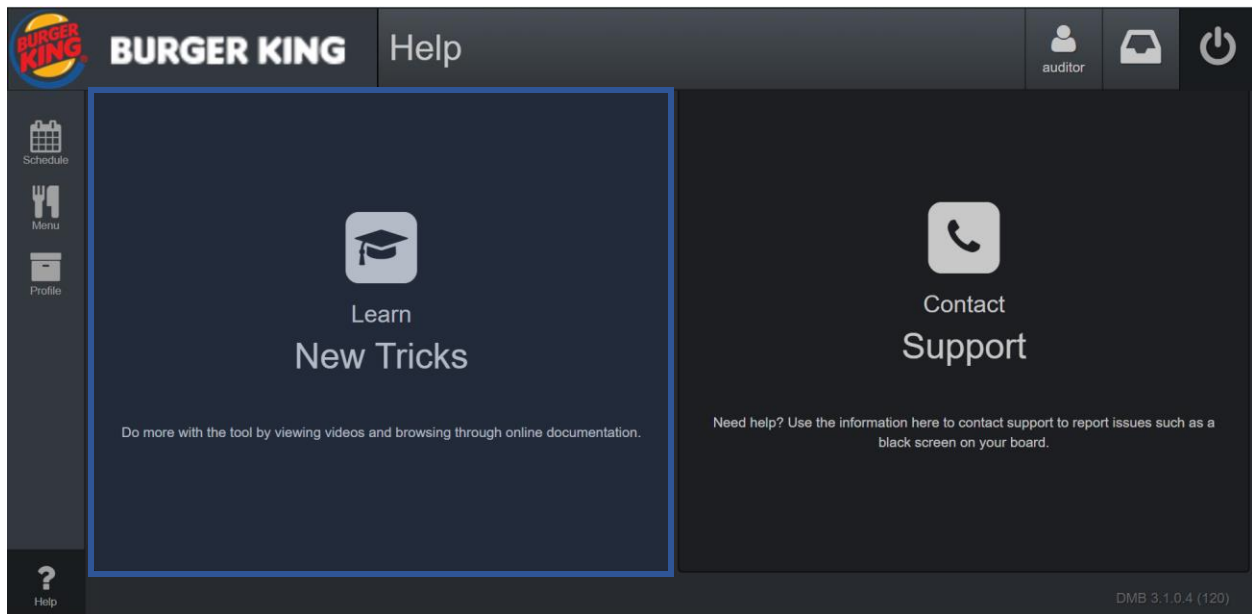 BURGER
KING
BURGER KING
Help
auditor
Schedule
Menu
Profile
Learn
New Tricks
Do more with the tool by viewing videos and browsing through online documentation.
Contact
Support
Need help? Use the information here to contact support to report issues such as a
black screen on your board.
?
Help
DMB 3.1.0.4 (120)